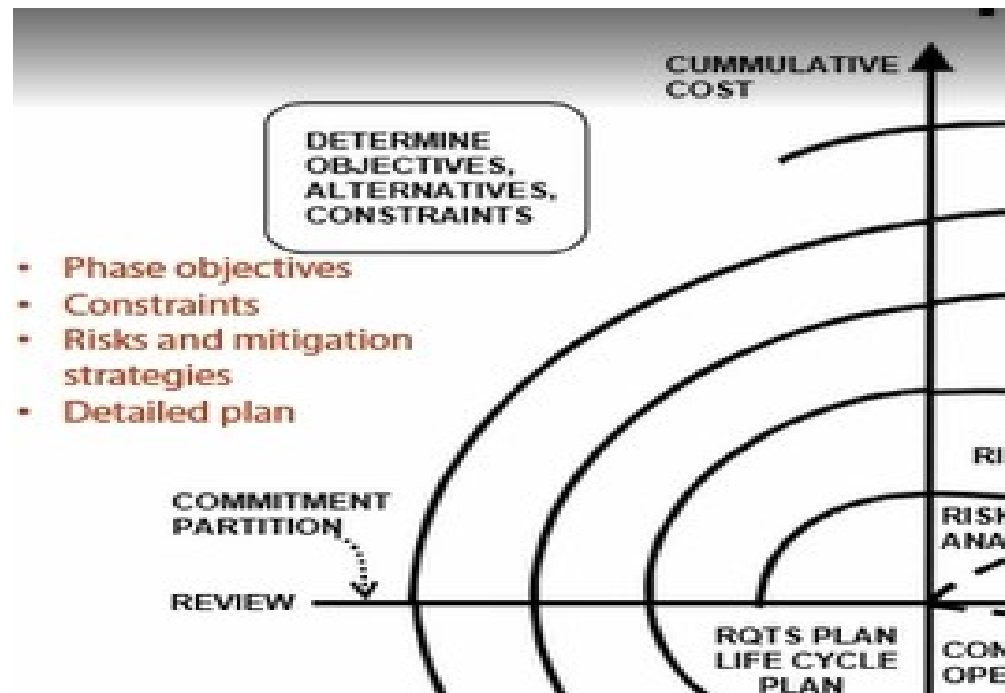 CUMMULATIVE
COST
DETERMINE
OBJECTIVES,
ALTERNATIVES,
CONSTRAINTS
• Phase objectives
• Constraints
• Risks and mitigation
strategies
• Detailed plan
COMMITMENT
PARTITION
REVIEW
RQTS PLAN
LIFE CYCLE
PLAN